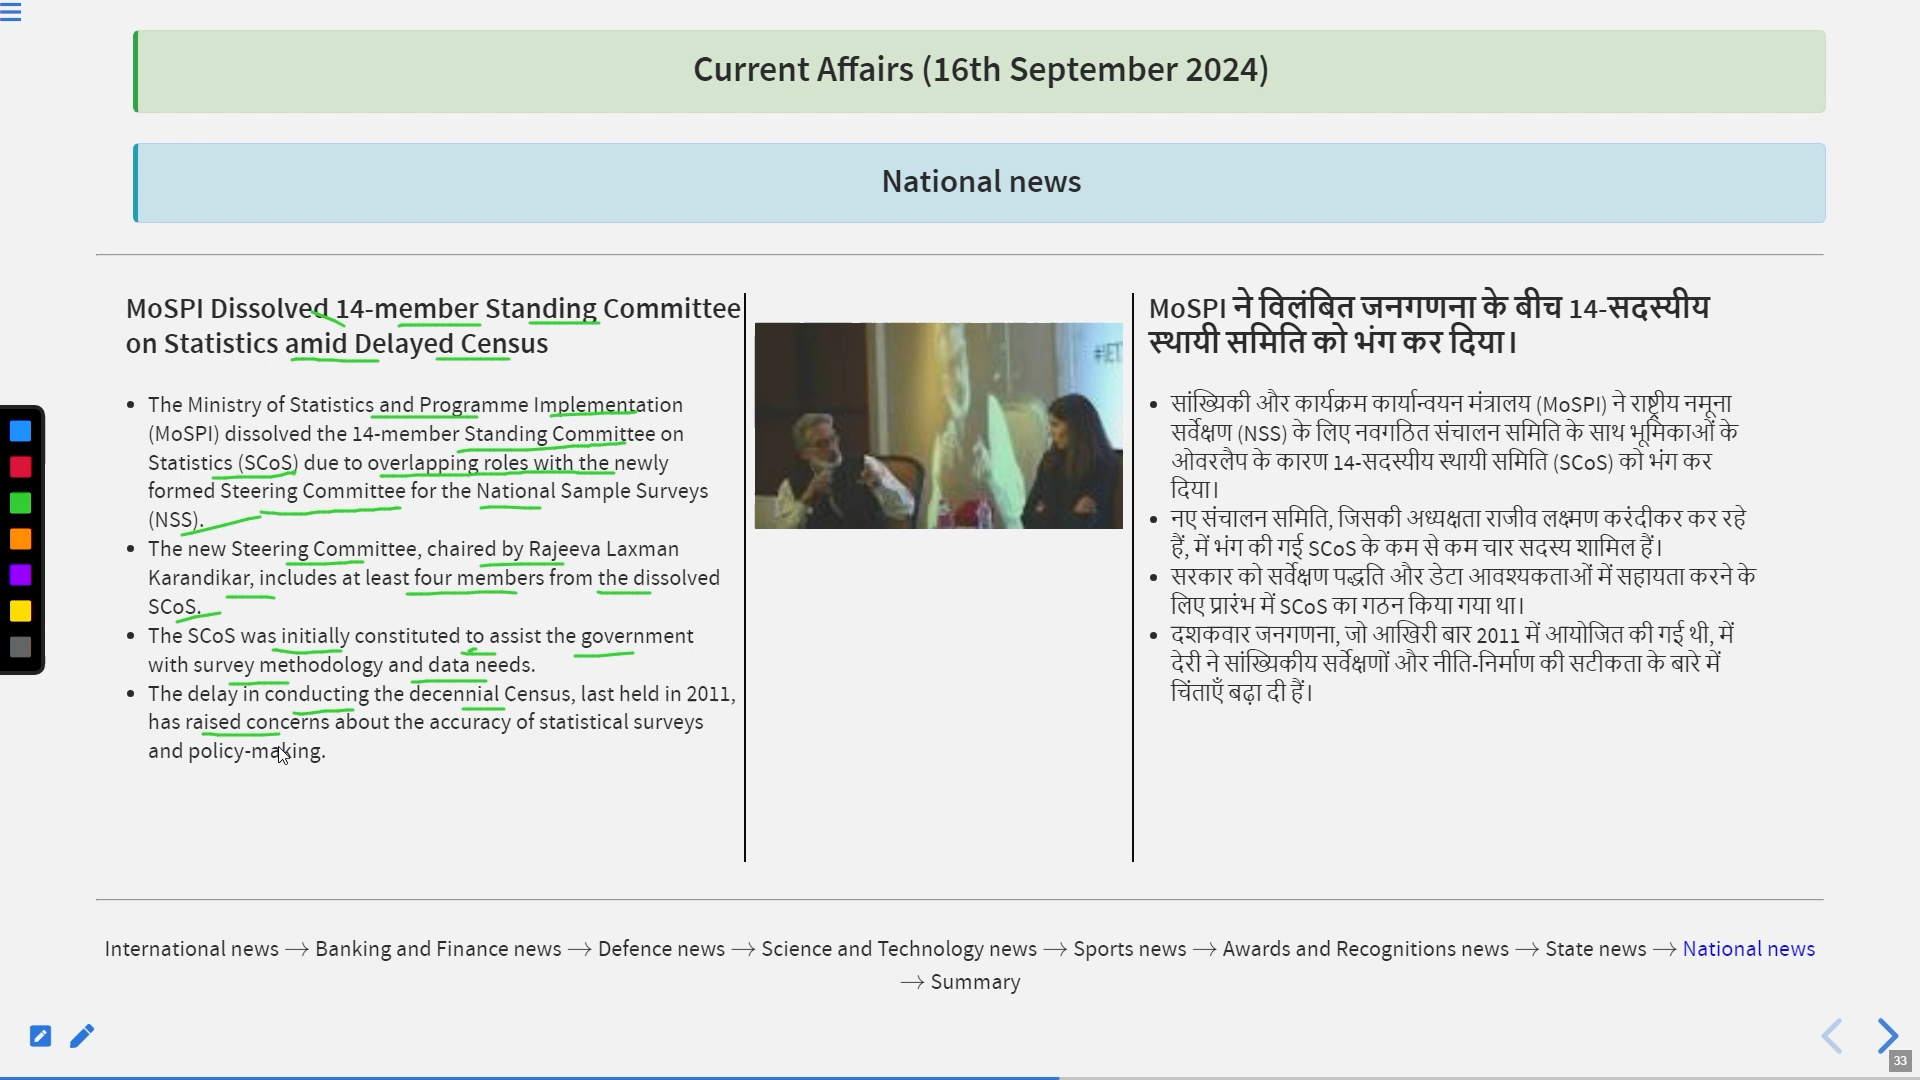 Current Affairs (16th September 2024)
National news
MoSPI Dissolved 14-member Standing Committee
on Statistics amid Delayed Census
The Ministry of Statistics and Programme Implementation
(MoSPI) dissolved the 14-member Standing Committee on
Statistics (SCoS) due to overlapping roles with the newly
formed Steering Committee for the National Sample Surveys
(NSS).
The new Steering Committee, chaired by Rajeeva Laxman
Karandikar, includes at least four members from the dissolved
SCoS.
The SCoS was initially constituted to assist the government
with survey methodology and data needs.
The delay in conducting the decennial Census, last held in 2011,
has raised concerns about the accuracy of statistical surveys
and policy-making.
#IET
MoSPI ने विलंबित जनगणना के बीच 14-सदस्यीय
स्थायी समिति को भंग कर दिया।
सांख्यिकी और कार्यक्रम कार्यान्वयन मंत्रालय (MoSPI) ने राष्ट्रीय नमूना
सर्वेक्षण (NSS) के लिए नवगठित संचालन समिति के साथ भूमिकाओं के
ओवरलैप के कारण 14-सदस्यीय स्थायी समिति (SCoS) को भंग कर
दिया।
नए संचालन समिति, जिसकी अध्यक्षता राजीव लक्ष्मण करंदीकर कर रहे
हैं, में भंग की गई SCoS के कम से कम चार सदस्य शामिल हैं।
सरकार को सर्वेक्षण पद्धति और डेटा आवश्यकताओं में सहायता करने के
लिए प्रारंभ में SCoS का गठन किया गया था।
दशकवार जनगणना, जो आखिरी बार 2011 में आयोजित की गई थी, में
देरी ने सांख्यिकीय सर्वेक्षणों और नीति-निर्माण की सटीकता के बारे में
चिंताएँ बढ़ा दी हैं।
International news → Banking and Finance news → Defence news → Science and Technology news → Sports news → Awards and Recognitions news → State news → National news
→ Summary
33